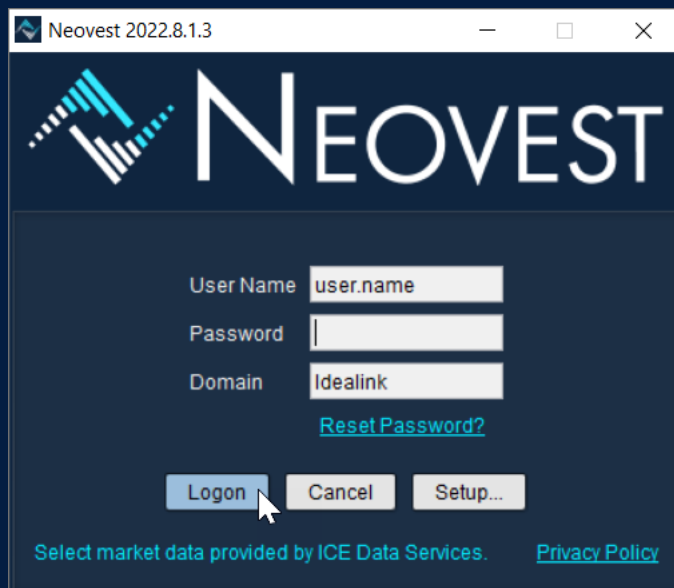 Neovest 2022.8.1.3
NEOVEST
User Name user.name
Password
Domain Idealink
Reset Password?
Logon Cancel Setup...
Select market data provided by ICE Data Services. Privacy Policy